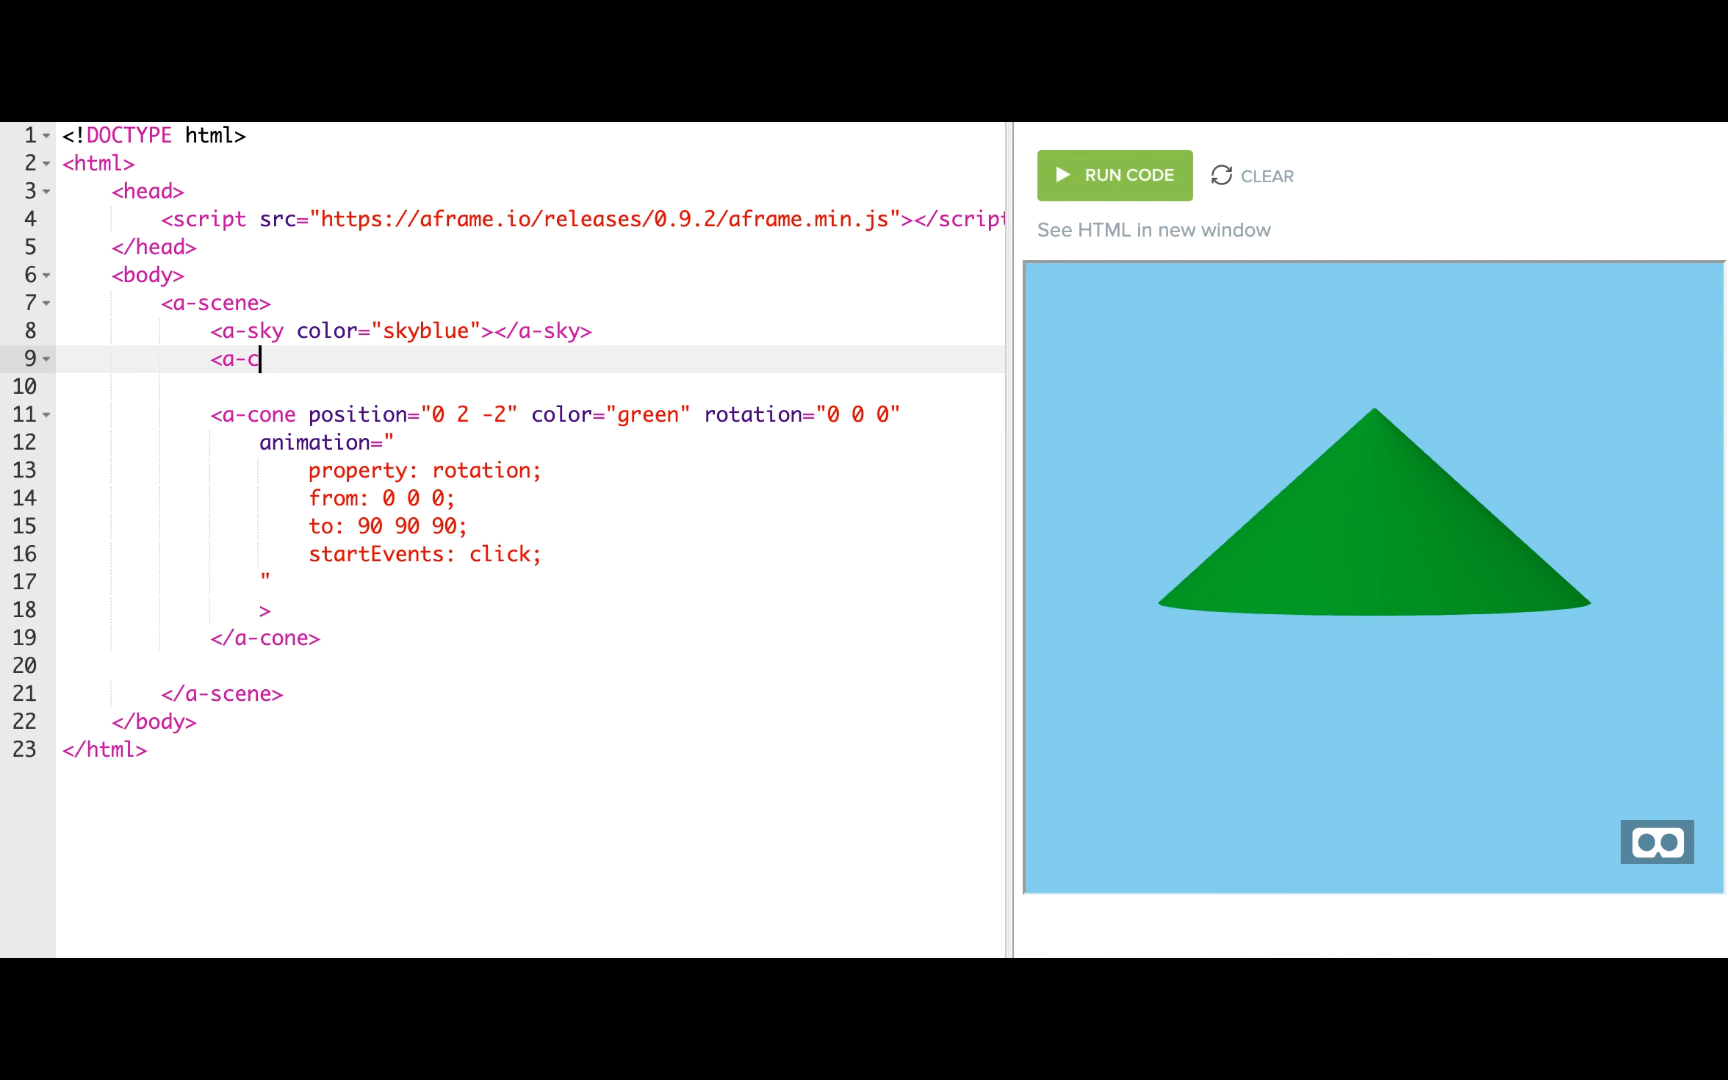 1 <!DOCTYPE html>
2 <html>
3 <head>
4 <script src="https://aframe.io/releases/0.9.2/aframe.min.js"></script
5 </head>
6 <body>
7 <a-scene>
8 <a-sky color="skyblue"></a-sky>
9 <a-c
10
11 <a-cone position="0 2 -2" color="green" rotation="0 0 0"
12 animation="
13 property: rotation;
14 from: 0 0 0;
15 to: 90 90 90;
16 startEvents: click;
17 "
18 >
19 </a-cone>
20
21 </a-scene>
22 </body>
23 </html>
RUN CODE
CLEAR
See HTML in new window